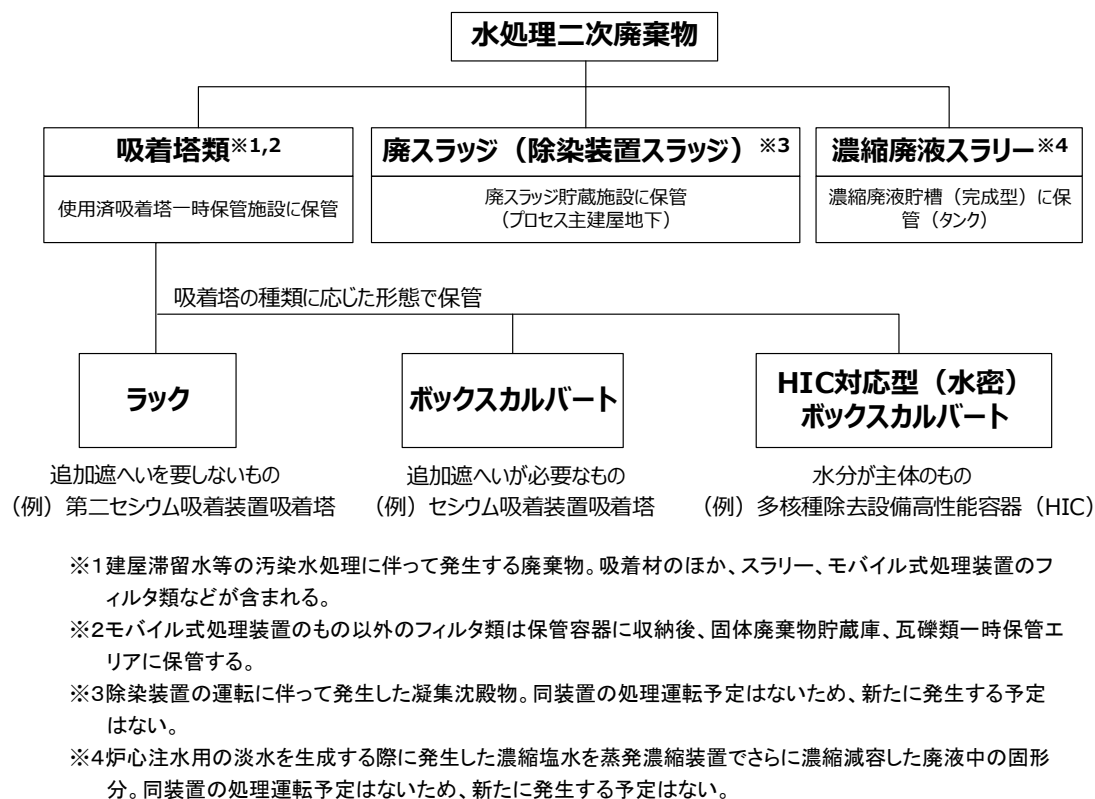 水処理二次廃棄物
吸着塔類※1,2
廃スラッジ（除染装置スラッジ）※3
濃縮廃液スラリー※4
使用済吸着塔一時保管施設に保管
廃スラッジ貯蔵施設に保管
（プロセス主建屋地下）
濃縮廃液貯槽（完成型）に保
管（タンク）
吸着塔の種類に応じた形態で保管
ラック
ボックスカルバート
HIC対応型（水密）
ボックスカルバート
追加遮へいを要しないもの
（例）第二セシウム吸着装置吸着塔
追加遮へいが必要なもの
（例）セシウム吸着装置吸着塔
水分が主体のもの
（例）多核種除去設備高性能容器（HIC）
※1建屋滞留水等の汚染水処理に伴って発生する廃棄物。吸着材のほか、スラリー、モバイル式処理装置のフ
ィルタ類などが含まれる。
※2モバイル式処理装置のもの以外のフィルタ類は保管容器に収納後、固体廃棄物貯蔵庫、瓦礫類一時保管エ
リアに保管する。
※3除染装置の運転に伴って発生した凝集沈殿物。同装置の処理運転予定はないため、新たに発生する予定
はない。
※4炉心注水用の淡水を生成する際に発生した濃縮塩水を蒸発濃縮装置でさらに濃縮減容した廃液中の固形
分。同装置の処理運転予定はないため、新たに発生する予定はない。